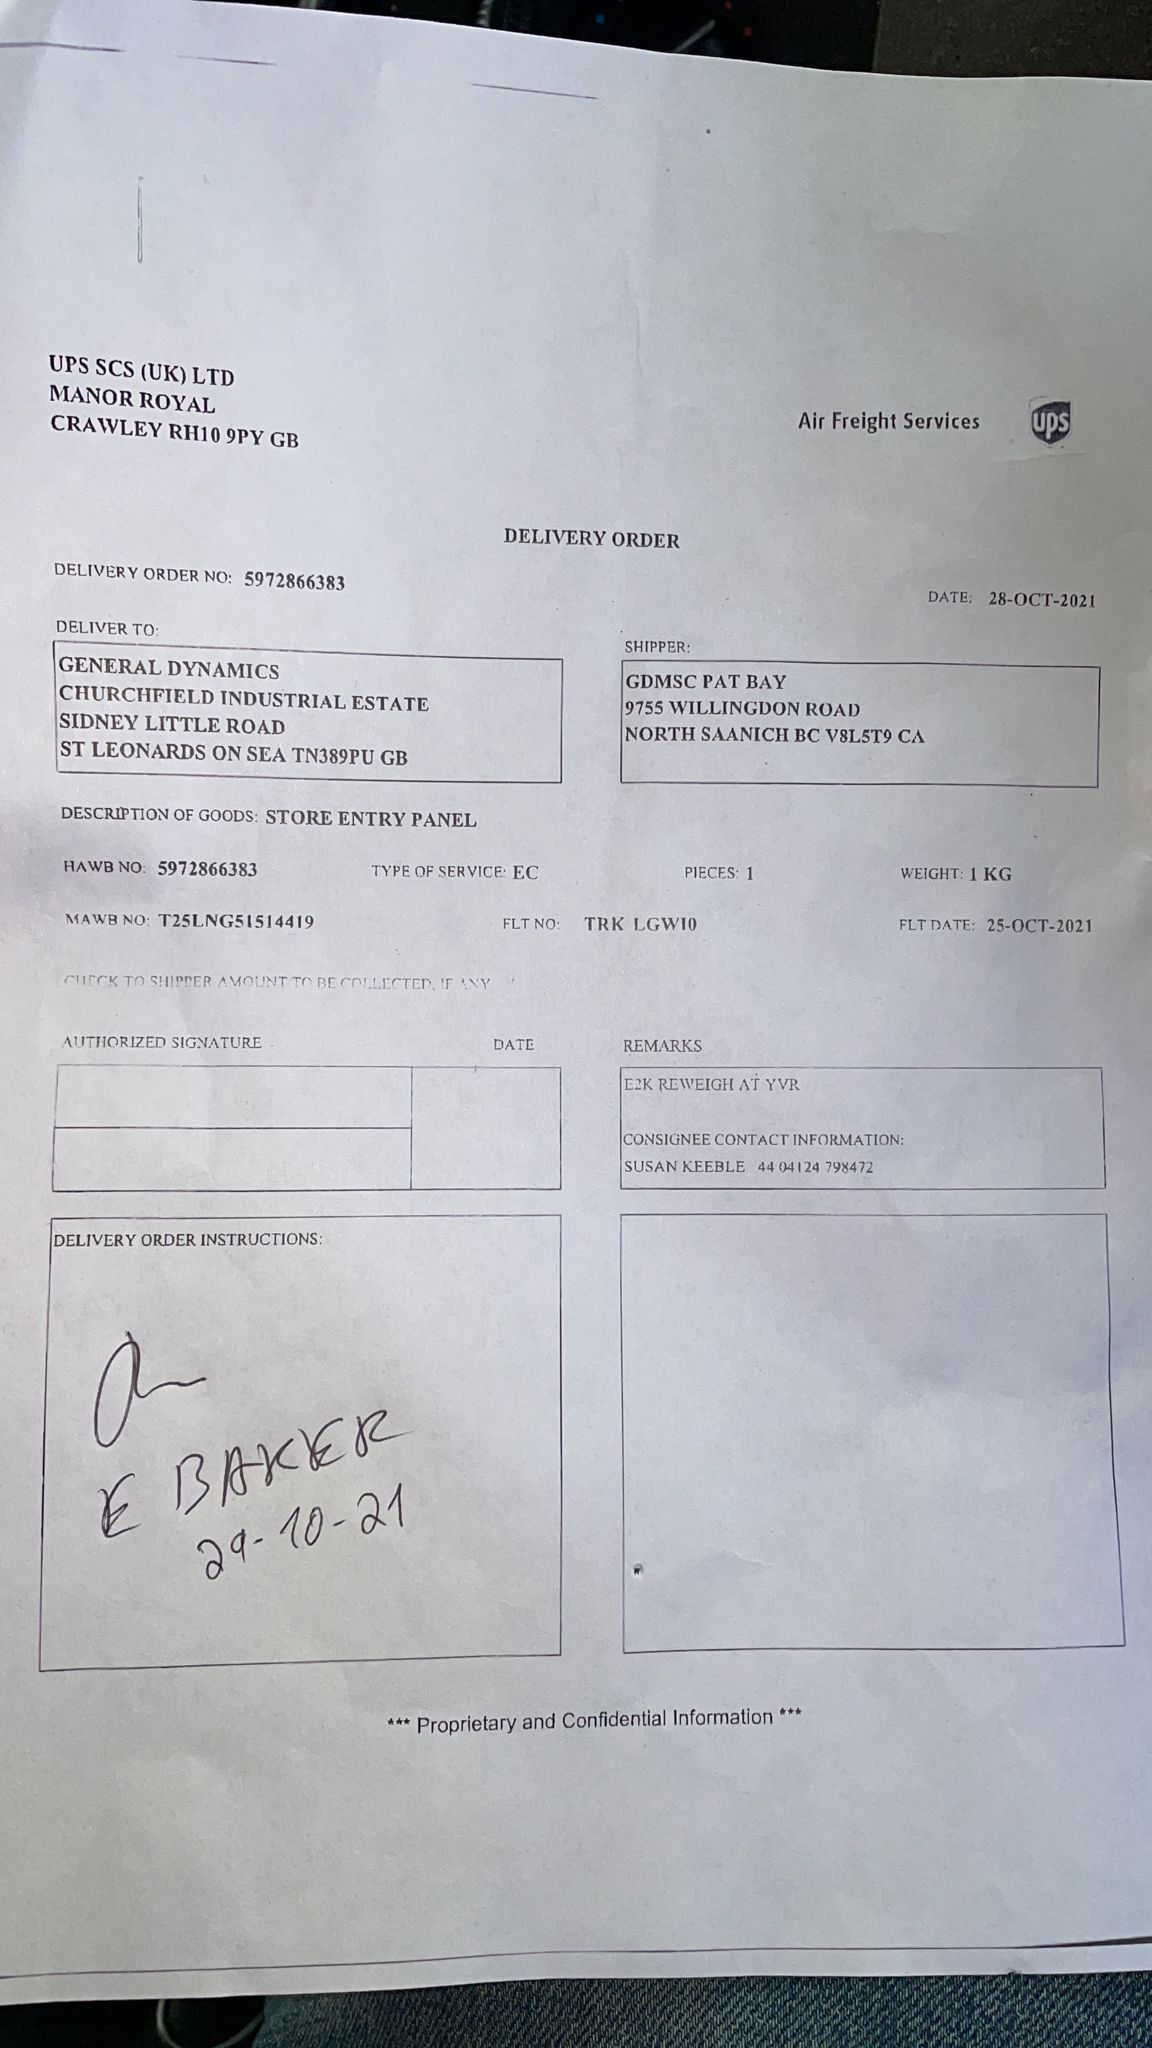 UPS SCS (UK) LTD
MANOR ROYAL
CRAWLEY RH10 9PY GB
Air Freight Services ups
DELIVERY ORDER
DELIVERY ORDER NO: 5972866383
DATE: 28-OCT-2021
DELIVER TO:
GENERAL DYNAMICS
CHURCHFIELD INDUSTRIAL ESTATE
SIDNEY LITTLE ROAD
ST LEONARDS ON SEA TN389PU GB
SHIPPER:
GDMSC PAT BAY
9755 WILLINGDON ROAD
NORTH SAANICH BC V8L5T9 CA
DESCRIPTION OF GOODS: STORE ENTRY PANEL
HAWB NO: 5972866383 TYPE OF SERVICE: EC PIECES: 1 WEIGHT: 1 KG
MAWB NO: T25LNG51514419 FLT NO: TRK LGWI0 FLT DATE: 25-OCT-2021
CHECK TO SHIPPER AMOUNT TO BE COLLECTED, IF ANY
AUTHORIZED SIGNATURE DATE
REMARKS
E2K REWEIGH AT YVR
CONSIGNEE CONTACT INFORMATION:
SUSAN KEEBLE 44 04124 798472
DELIVERY ORDER INSTRUCTIONS:
E BAKER
29-10-21
*** Proprietary and Confidential Information ***